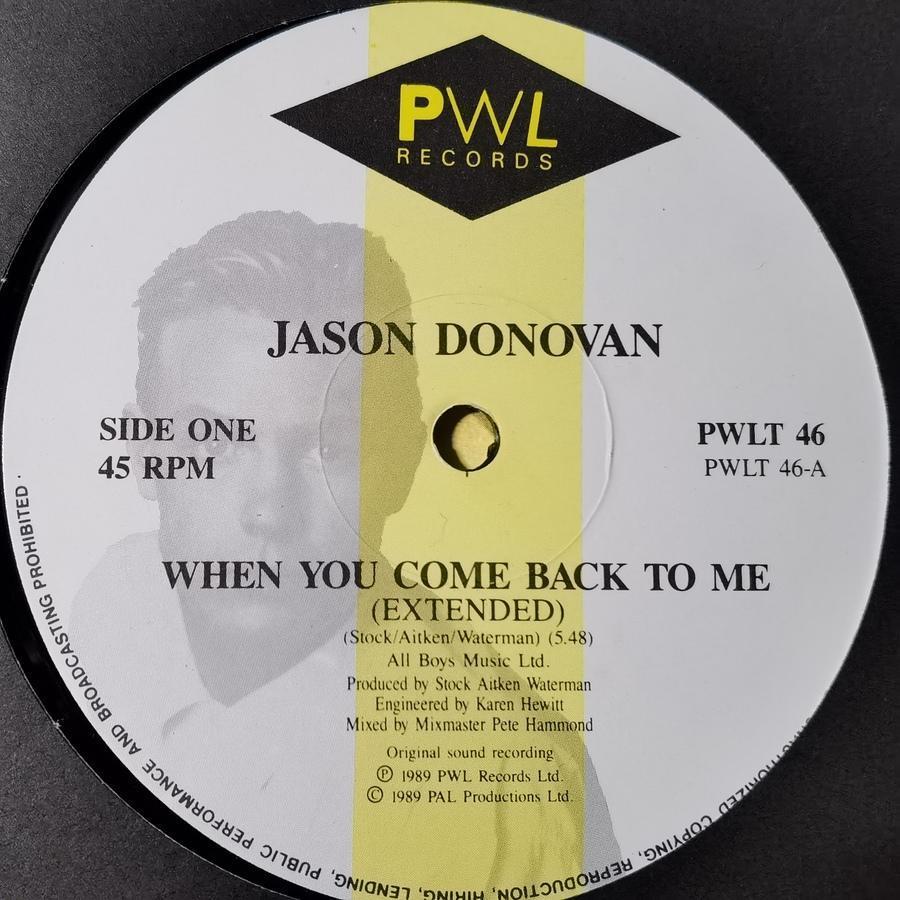 PWL
RECORDS
JASON DONOVAN
SIDE ONE
45 RPM
PWLT 46
PWLT 46-A
WHEN YOU COME BACK TO ME
(EXTENDED)
(Stock/Aitken/Waterman) (5.48)
All Boys Music Ltd.
Produced by Stock Aitken Waterman
Engineered by Karen Hewitt
Mixed by Mixmaster Pete Hammond
Original sound recording
Ⓟ 1989 PWL Records Ltd.
© 1989 PAL Productions Ltd.
COPYING, REPRODUCTION, HIRING, LENDING, PUBLIC PERFORMANCE AND BROADCASTING PROHIBITED ·